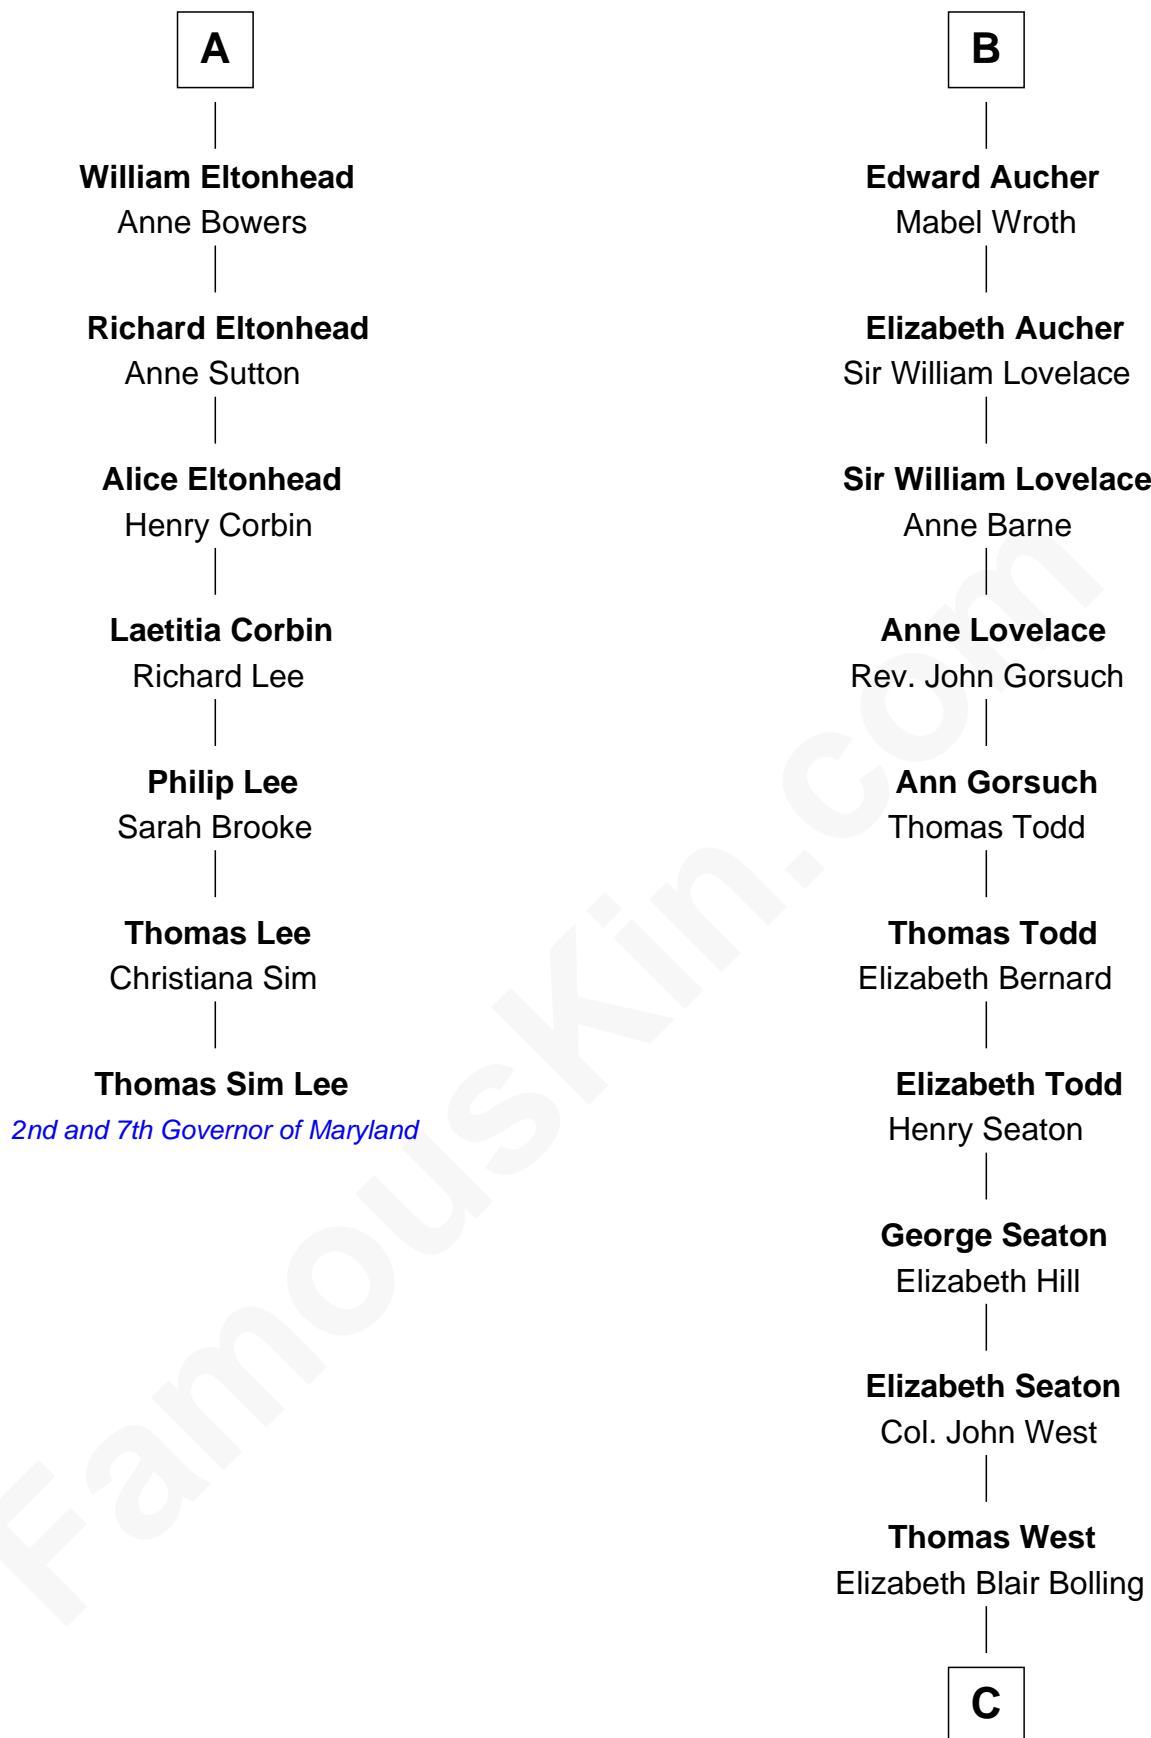 A
William Eltonhead
Anne Bowers
Richard Eltonhead
Anne Sutton
Alice Eltonhead
Henry Corbin
Laetitia Corbin
Richard Lee
Philip Lee
Sarah Brooke
Thomas Lee
Christiana Sim
Thomas Sim Lee
2nd and 7th Governor of Maryland
B
Edward Aucher
Mabel Wroth
Elizabeth Aucher
Sir William Lovelace
Sir William Lovelace
Anne Barne
Anne Lovelace
Rev. John Gorsuch
Ann Gorsuch
Thomas Todd
Thomas Todd
Elizabeth Bernard
Elizabeth Todd
Henry Seaton
George Seaton
Elizabeth Hill
Elizabeth Seaton
Col. John West
Thomas West
Elizabeth Blair Bolling
C
FamousKin.com